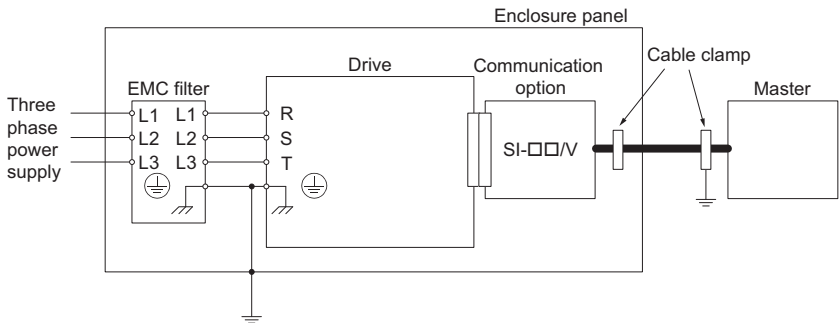 Enclosure panel
Drive
Communication
option
Cable clamp
Master
EMC filter
Three
phase
power
supply
L1 L1
L2 L2
L3 L3
R
S
T
SI-□□/V